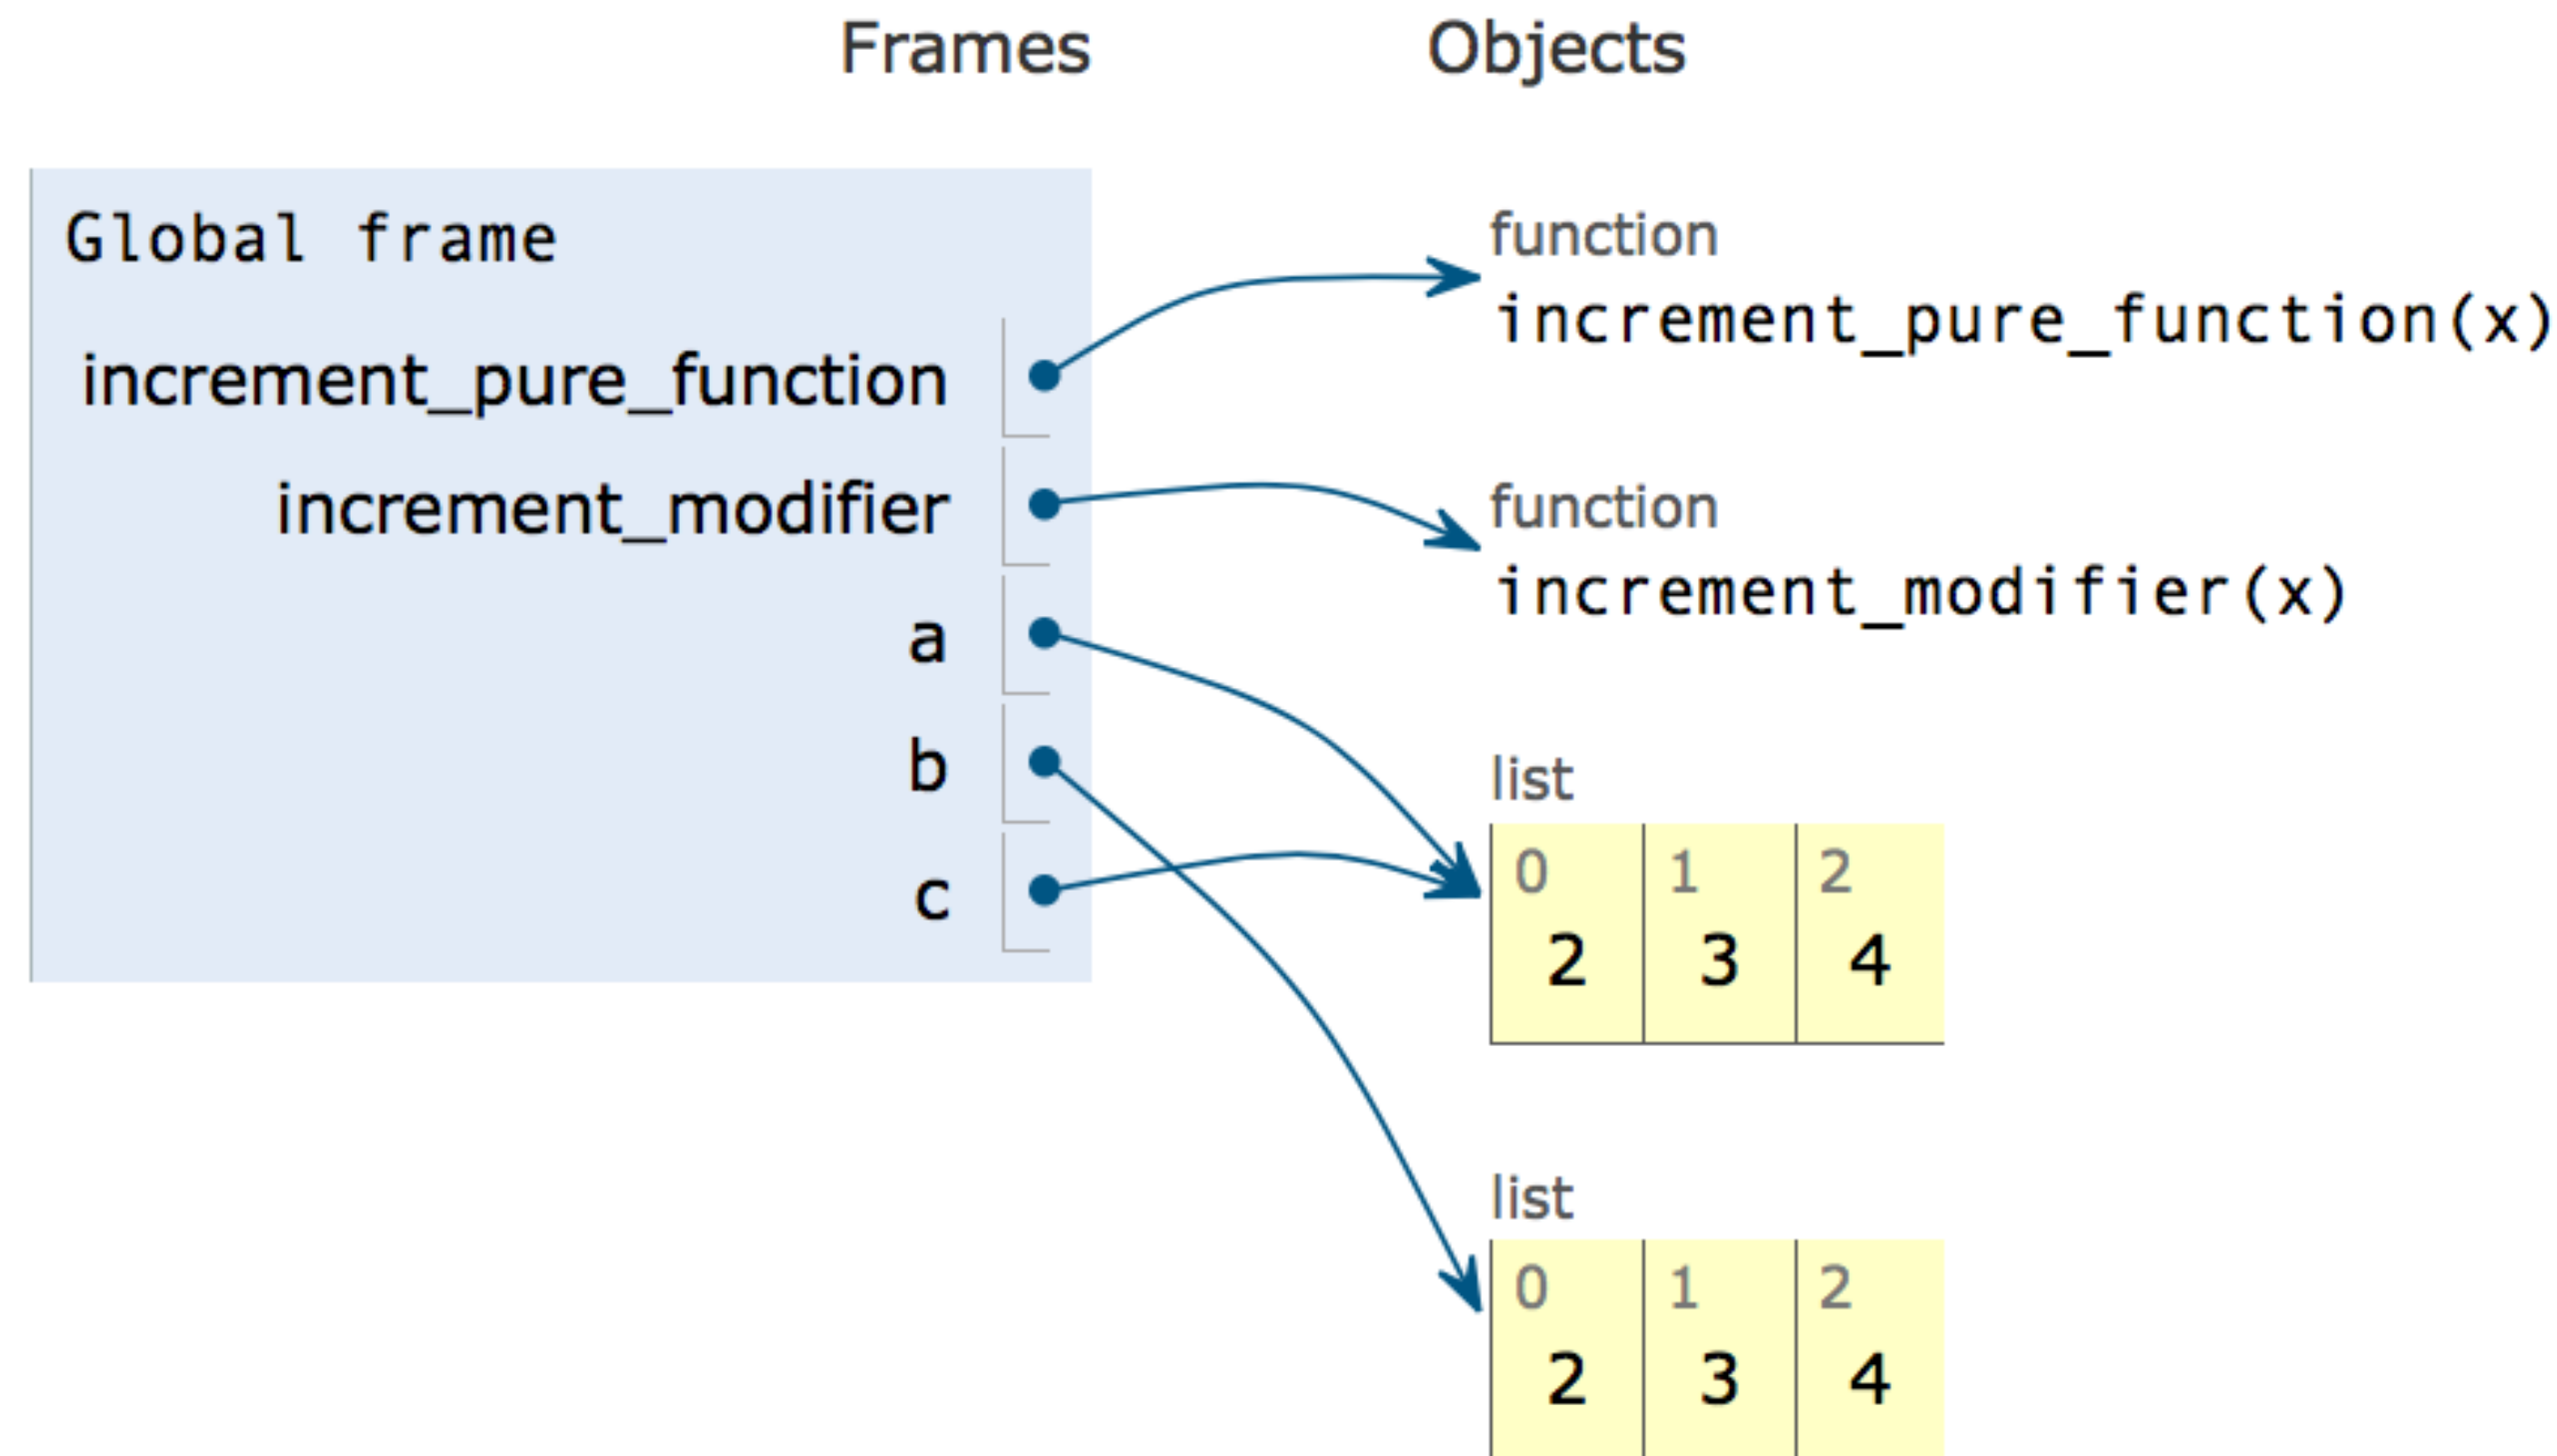 Frames Objects
Global frame
increment_pure_function
increment_modifier
a
b
c
function
increment_pure_function(x)
function
increment_modifier(x)
list
0 1 2
2 3 4
list
0 1 2
2 3 4